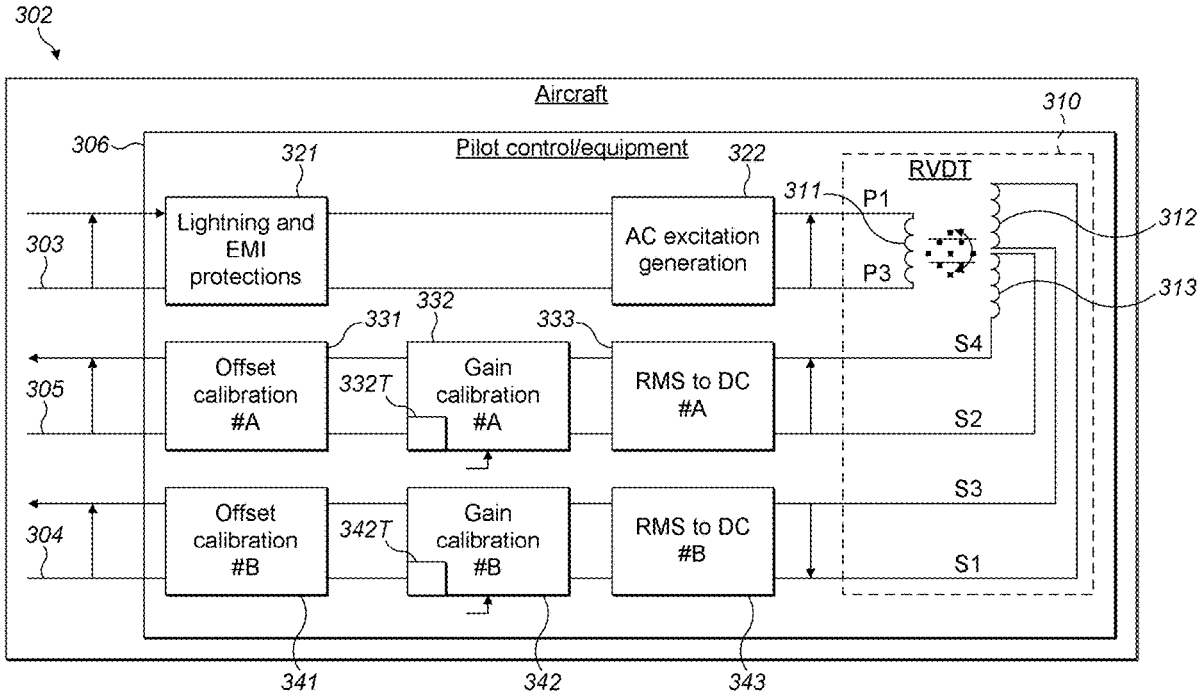 302
Aircraft
310
306
Pilot control/equipment
321
322
RVDT
311
P1
312
Lightning and
EMI
protections
AC excitation
generation
303
P3
313
331
332
333
S4
Offset
calibration
#A
332T
Gain
calibration
#A
RMS to DC
#A
305
S2
S3
Offset
calibration
#B
342T
Gain
calibration
#B
RMS to DC
#B
304
S1
341
342
343